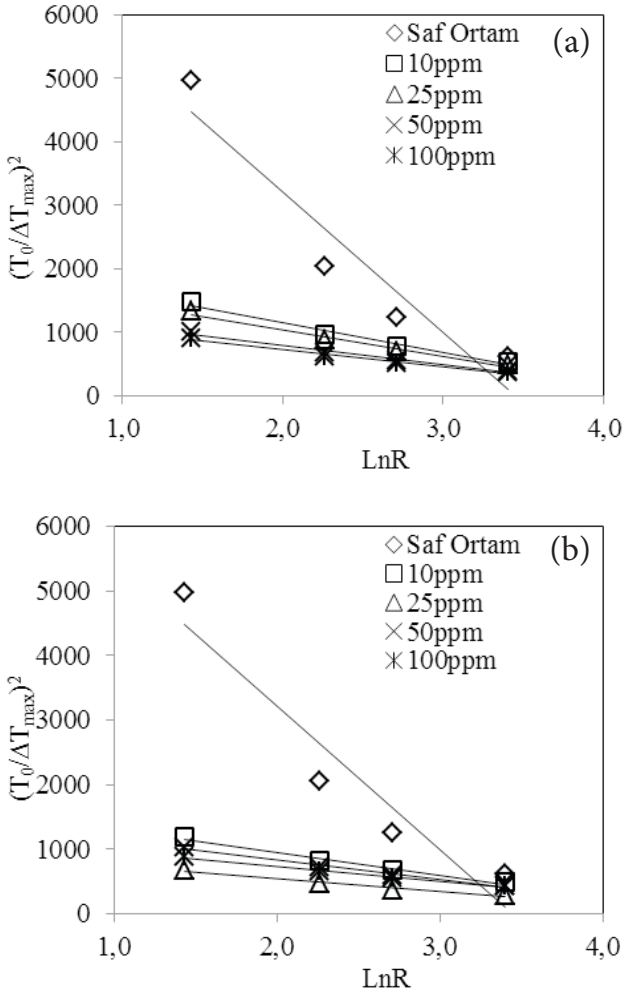 6000
5000
4000
3000
2000
1000
0
(T₀/ΔTmax)²
Saf Ortam
10ppm
25ppm
50ppm
100ppm
(a)
1,0
2,0
3,0
4,0
LnR
6000
5000
4000
3000
2000
1000
0
(T₀/ΔTmax)²
Saf Ortam
10ppm
25ppm
50ppm
100ppm
(b)
1,0
2,0
3,0
4,0
LnR